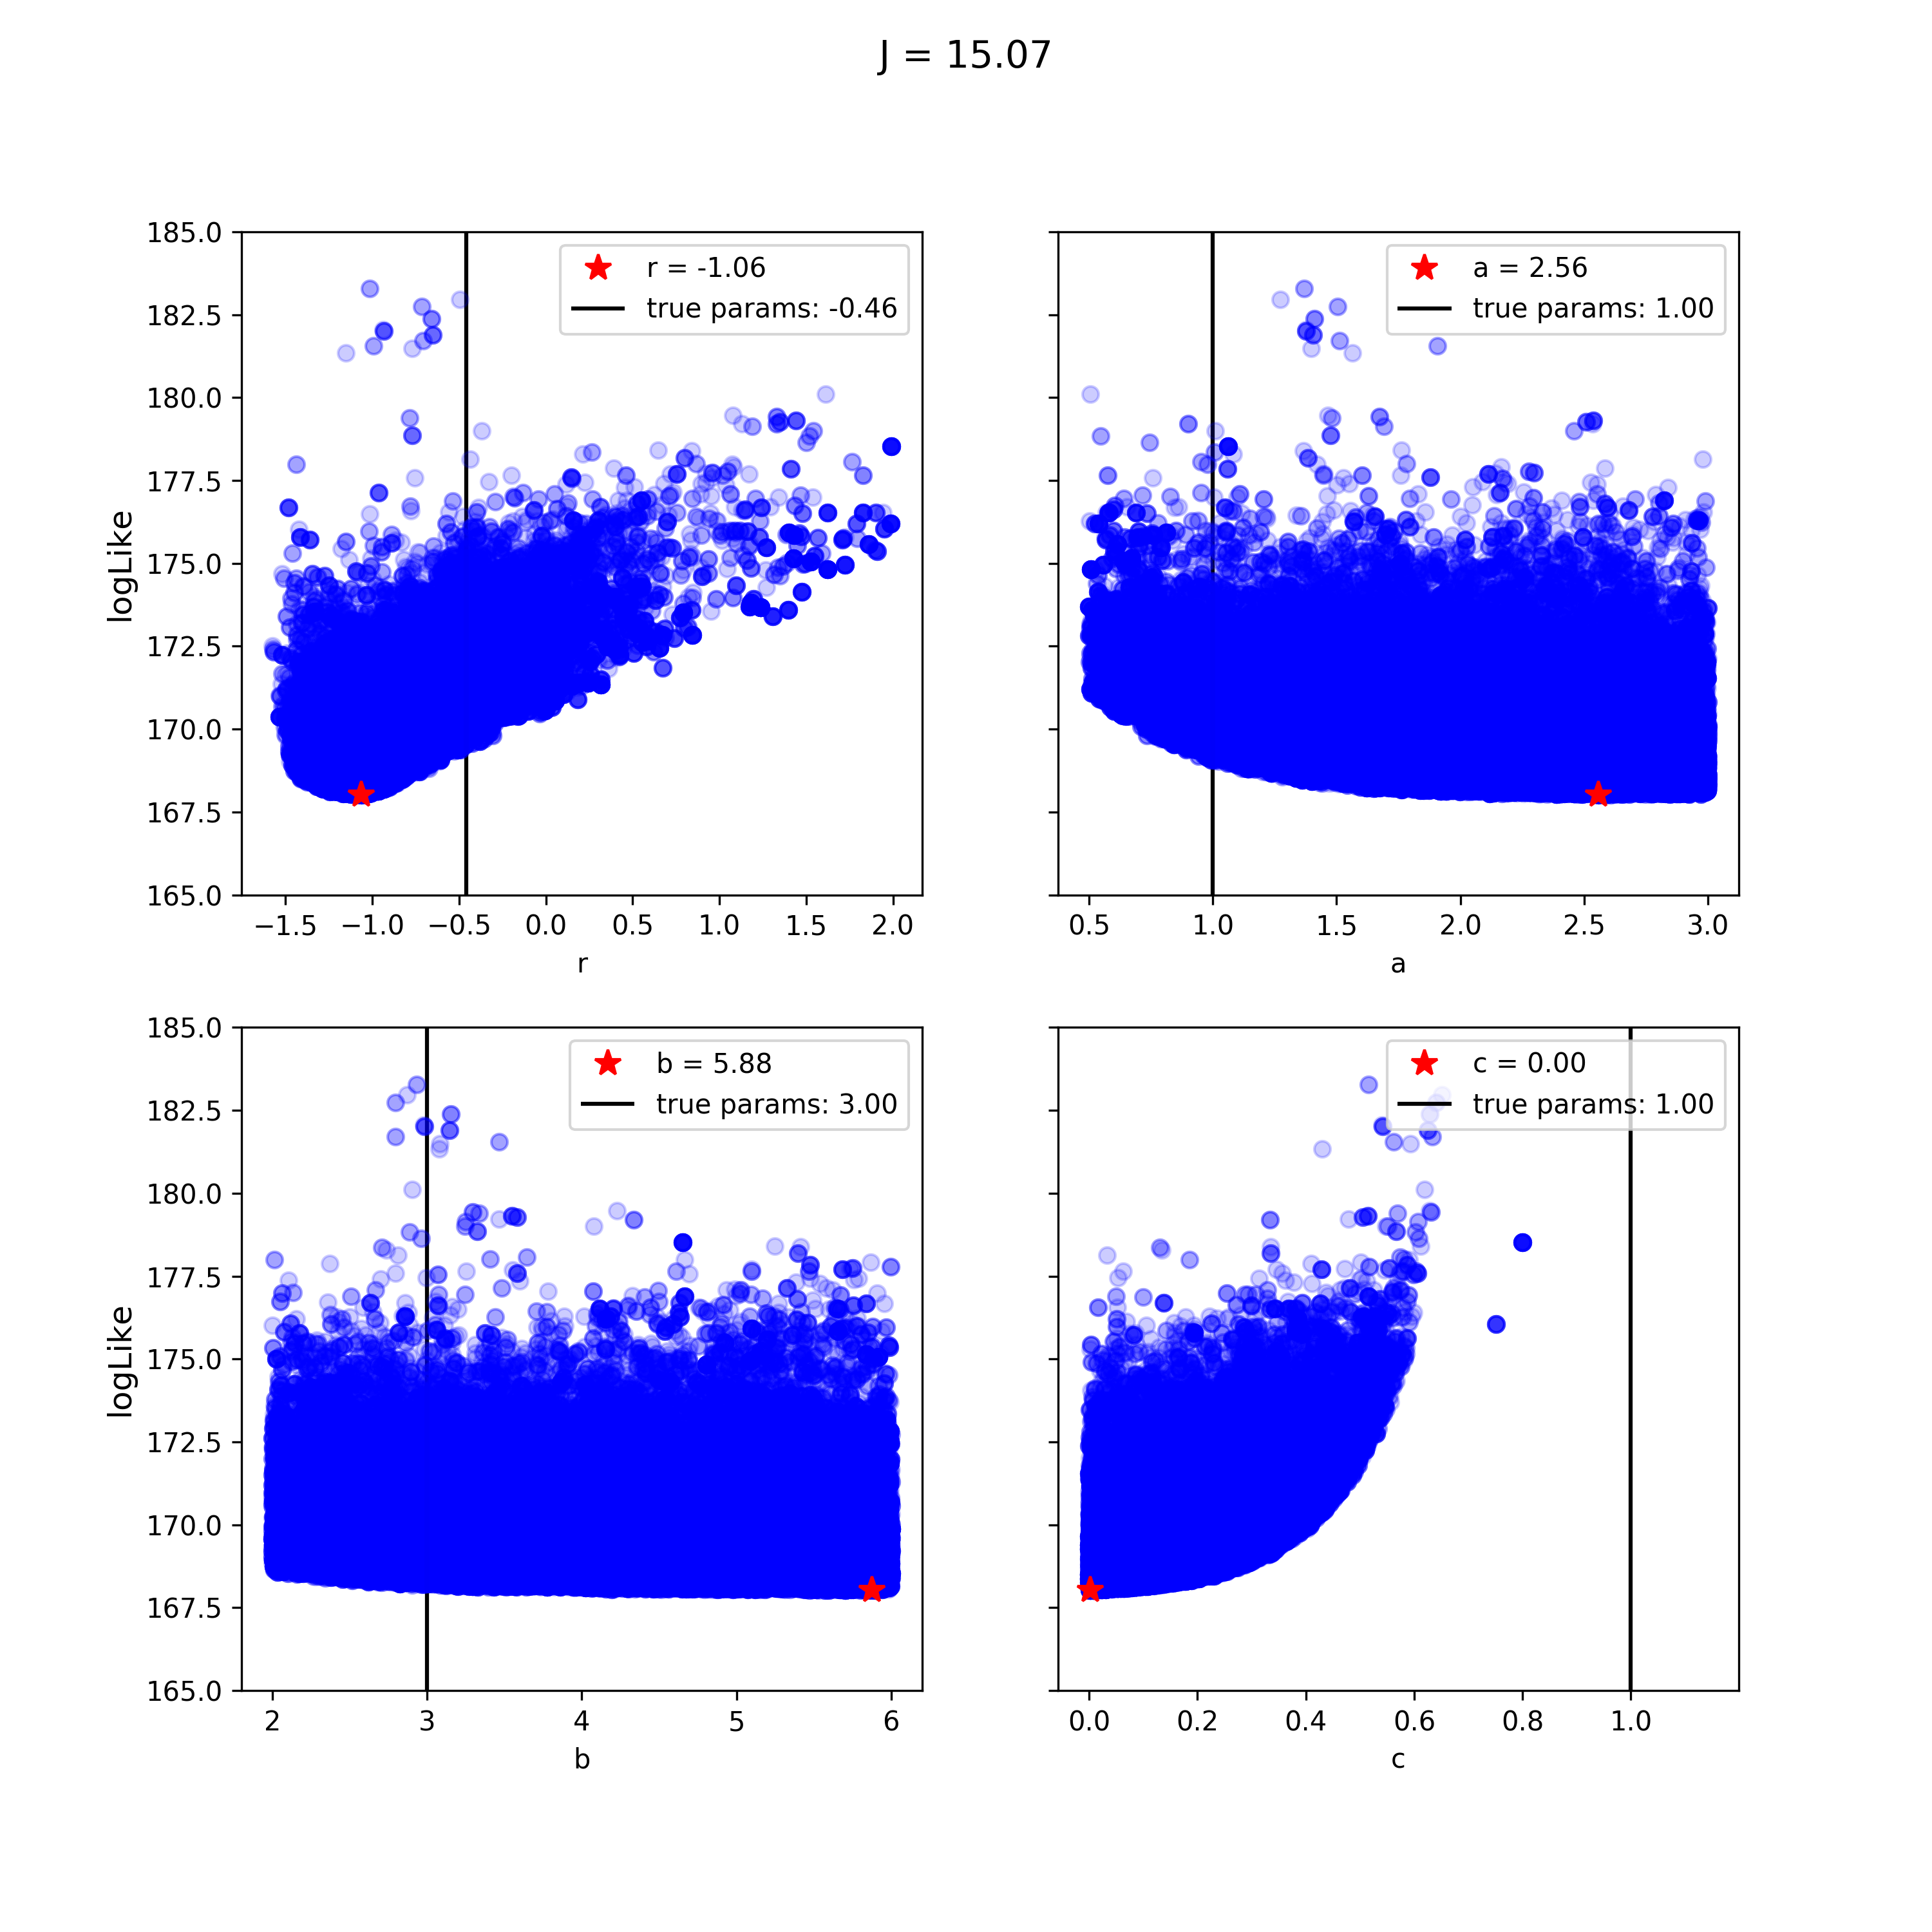 J = 15.07
185.0
182.5
180.0
177.5
175.0
172.5
170.0
167.5
165.0
logLike
r = -1.06
true params: -0.46
−1.5 −1.0 −0.5 0.0 0.5 1.0 1.5 2.0
r
a = 2.56
true params: 1.00
0.5 1.0 1.5 2.0 2.5 3.0
a
185.0
182.5
180.0
177.5
175.0
172.5
170.0
167.5
165.0
logLike
b = 5.88
true params: 3.00
2 3 4 5 6
b
c = 0.00
true params: 1.00
0.0 0.2 0.4 0.6 0.8 1.0
c